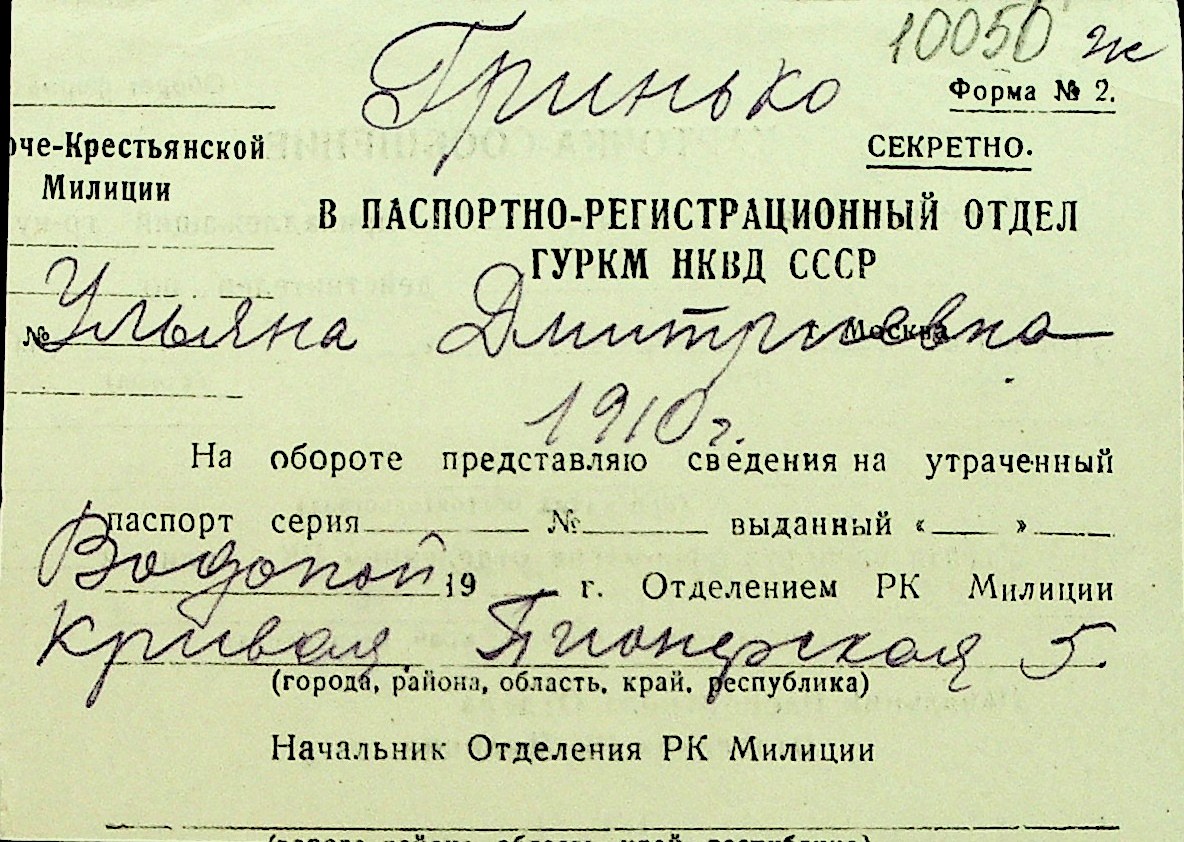 10050 ж
Гринько
Форма № 2.
оче-Крестьянской
СЕКРЕТНО.
Милиции
В ПАСПОРТНО-РЕГИСТРАЦИОННЫЙ ОТДЕЛ
ГУРКМ НКВД СССР
№ Москва
Ульяна Дмитриевна
1910 г.
На обороте представляю сведения на утраченный
паспорт серия № выданный « »
Водопой
19 г. Отделением РК Милиции
Кривая Пионерская 5.
(города, района, область, край, республика)
Начальник Отделения РК Милиции